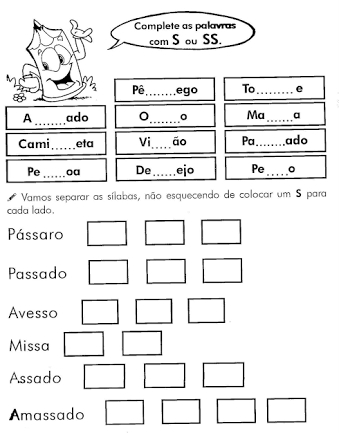 Complete as palavras
com S ou SS.
Pê........ego
To......... e
A .......ado
O.......o
Ma .......a
Cami......eta
Vi.....ão
Pa........ado
Pe ......oa
De .....ejo
Pe .....o
Vamos separar as sílabas, não esquecendo de colocar um S para
cada lado.
Pássaro
Passado
Avesso
Missa
Assado
Amassado